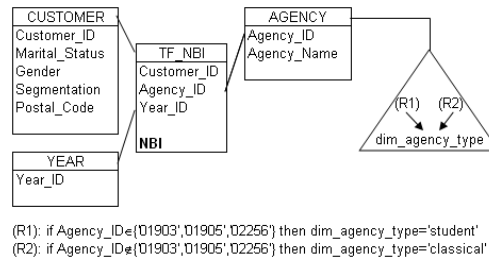 CUSTOMER
Customer_ID
Marital_Status
Gender
Segmentation
Postal_Code
YEAR
Year_ID
TF_NBI
Customer_ID
Agency_ID
Year_ID
NBI
AGENCY
Agency_ID
Agency_Name
(R1) (R2)
dim_agency_type
(R1): if Agency_ID∈{'01903','01905','02256'} then dim_agency_type='student'
(R2): if Agency_ID∉{'01903','01905','02256'} then dim_agency_type='classical'